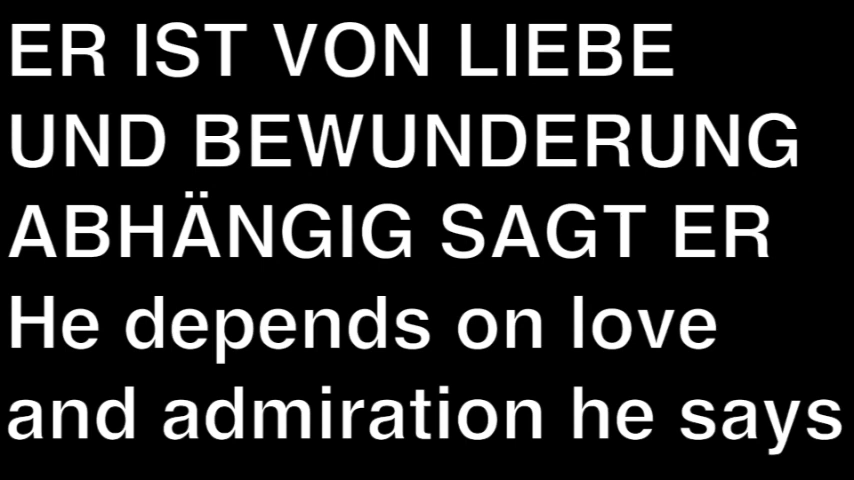 ER IST VON LIEBE
UND BEWUNDERUNG
ABHÄNGIG SAGT ER
He depends on love
and admiration he says